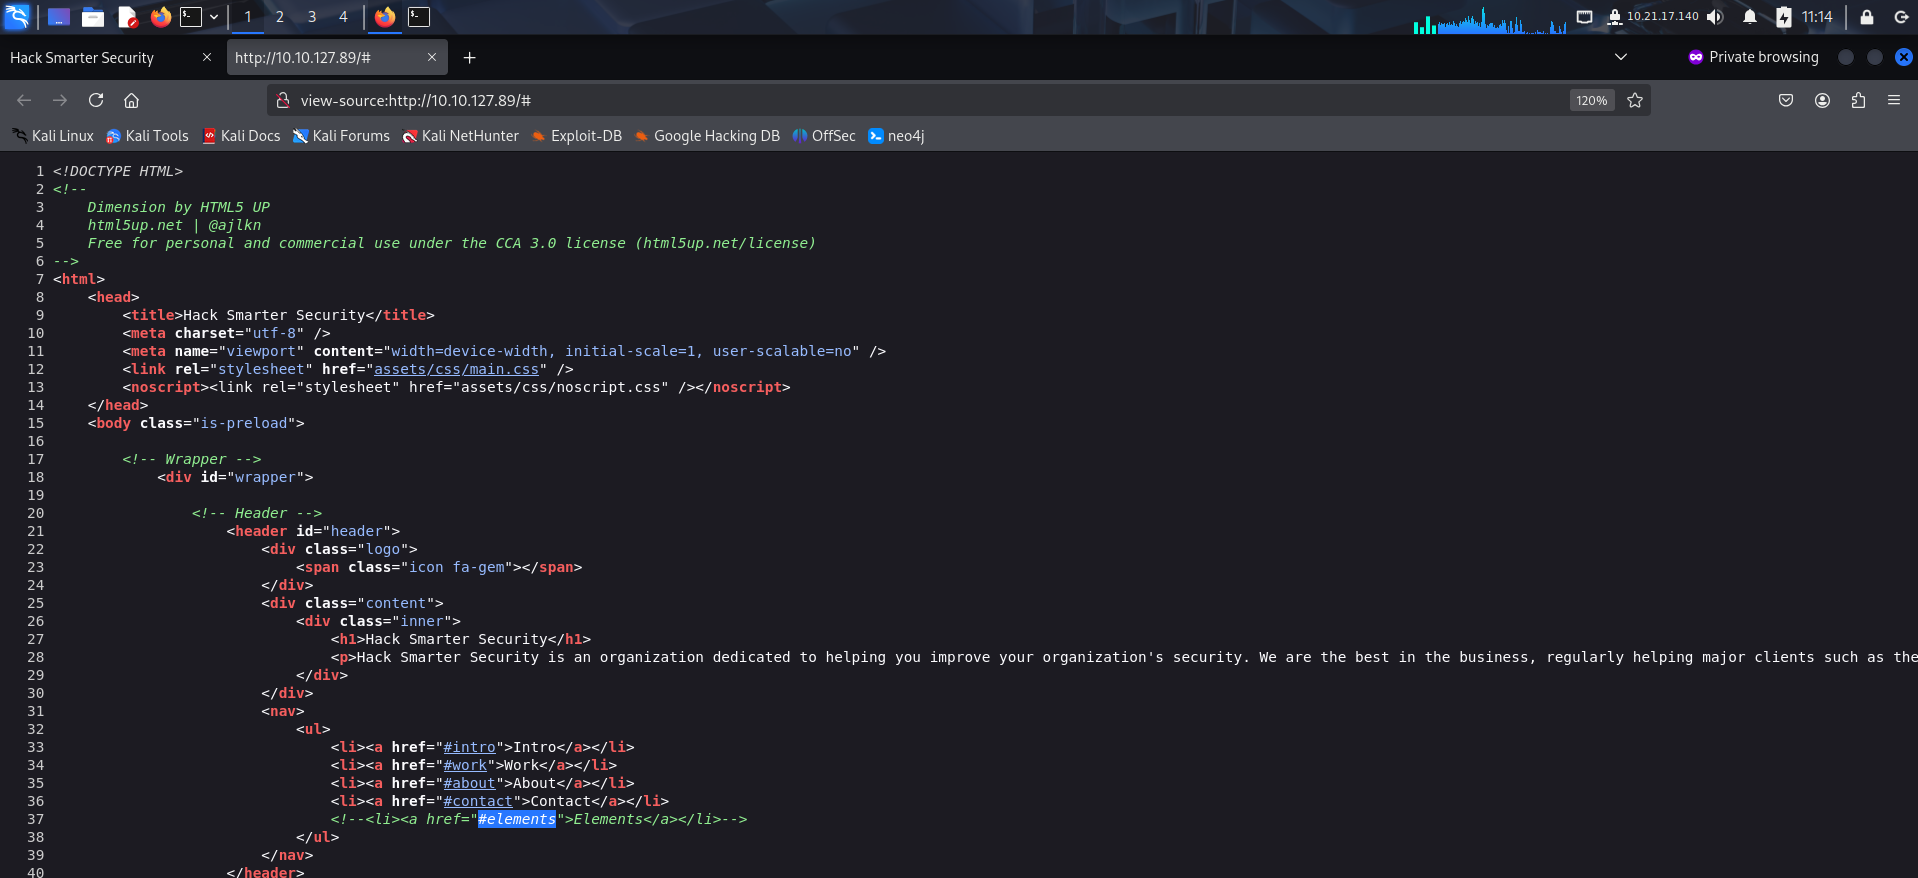 1 2 3 4 10.21.17.140 11:14
Hack Smarter Security http://10.10.127.89/# Private browsing
view-source:http://10.10.127.89/# 120%
Kali Linux Kali Tools Kali Docs Kali Forums Kali NetHunter Exploit-DB Google Hacking DB OffSec neo4j
1 <!DOCTYPE HTML>
2 <!--
3 Dimension by HTML5 UP
4 html5up.net | @ajlkn
5 Free for personal and commercial use under the CCA 3.0 license (html5up.net/license)
6 -->
7 <html>
8 <head>
9 <title>Hack Smarter Security</title>
10 <meta charset="utf-8" />
11 <meta name="viewport" content="width=device-width, initial-scale=1, user-scalable=no" />
12 <link rel="stylesheet" href="assets/css/main.css" />
13 <noscript><link rel="stylesheet" href="assets/css/noscript.css" /></noscript>
14 </head>
15 <body class="is-preload">
16
17 <!-- Wrapper -->
18 <div id="wrapper">
19
20 <!-- Header -->
21 <header id="header">
22 <div class="logo">
23 <span class="icon fa-gem"></span>
24 </div>
25 <div class="content">
26 <div class="inner">
27 <h1>Hack Smarter Security</h1>
28 <p>Hack Smarter Security is an organization dedicated to helping you improve your organization's security. We are the best in the business, regularly helping major clients such as the
29 </div>
30 </div>
31 <nav>
32 <ul>
33 <li><a href="#intro">Intro</a></li>
34 <li><a href="#work">Work</a></li>
35 <li><a href="#about">About</a></li>
36 <li><a href="#contact">Contact</a></li>
37 <!--<li><a href="#elements">Elements</a></li>-->
38 </ul>
39 </nav>
40 </header>